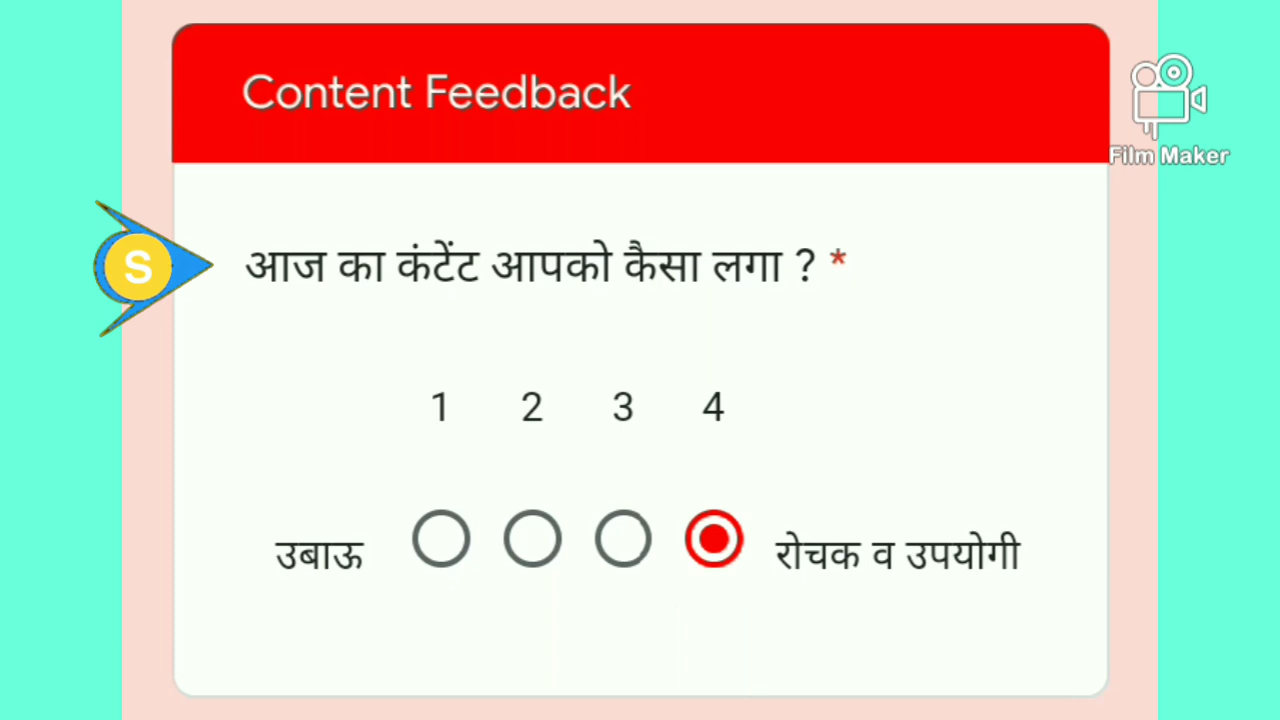 Content Feedback
Film Maker
S
आज का कंटेंट आपको कैसा लगा ? *
1 2 3 4
उबाऊ रोचक व उपयोगी